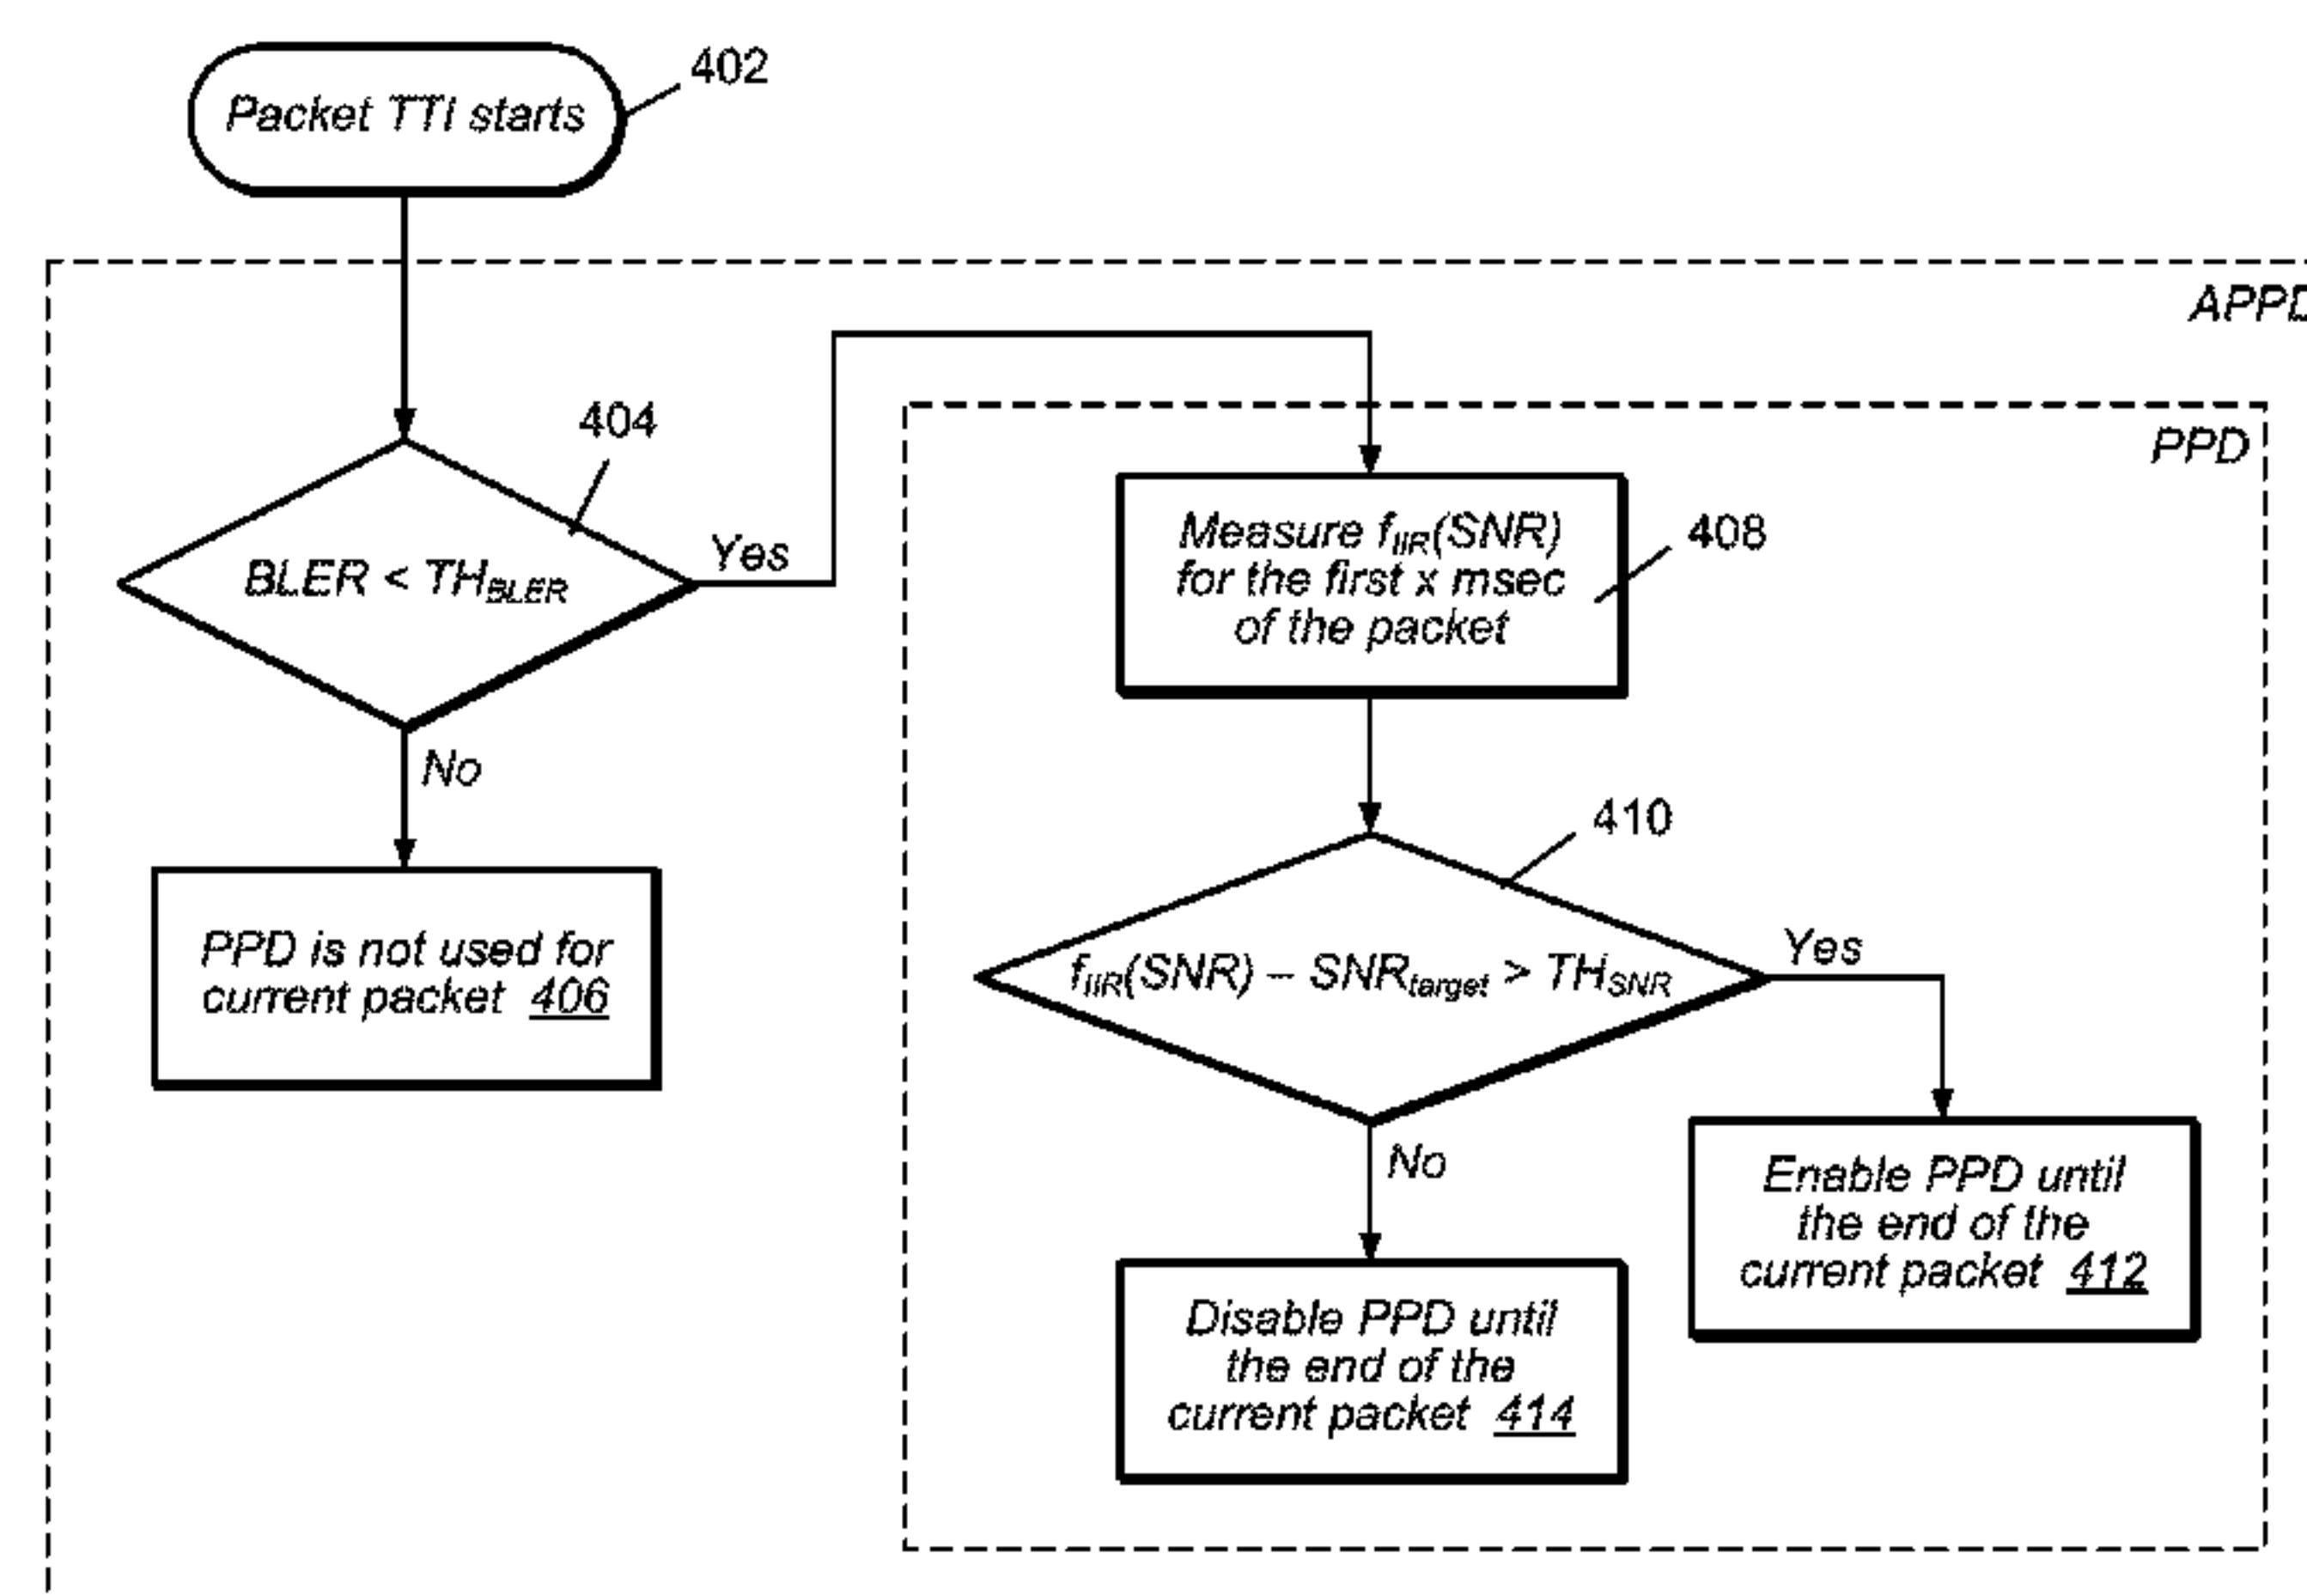 Packet TTI starts
402
APPD
404
BLER < TH_BLER
Yes
No
PPD is not used for
current packet 406
PPD
Measure f_IIR(SNR)
for the first x msec
of the packet
408
410
f_IIR(SNR) – SNR_target > TH_SNR
Yes
No
Enable PPD until
the end of the
current packet 412
Disable PPD until
the end of the
current packet 414